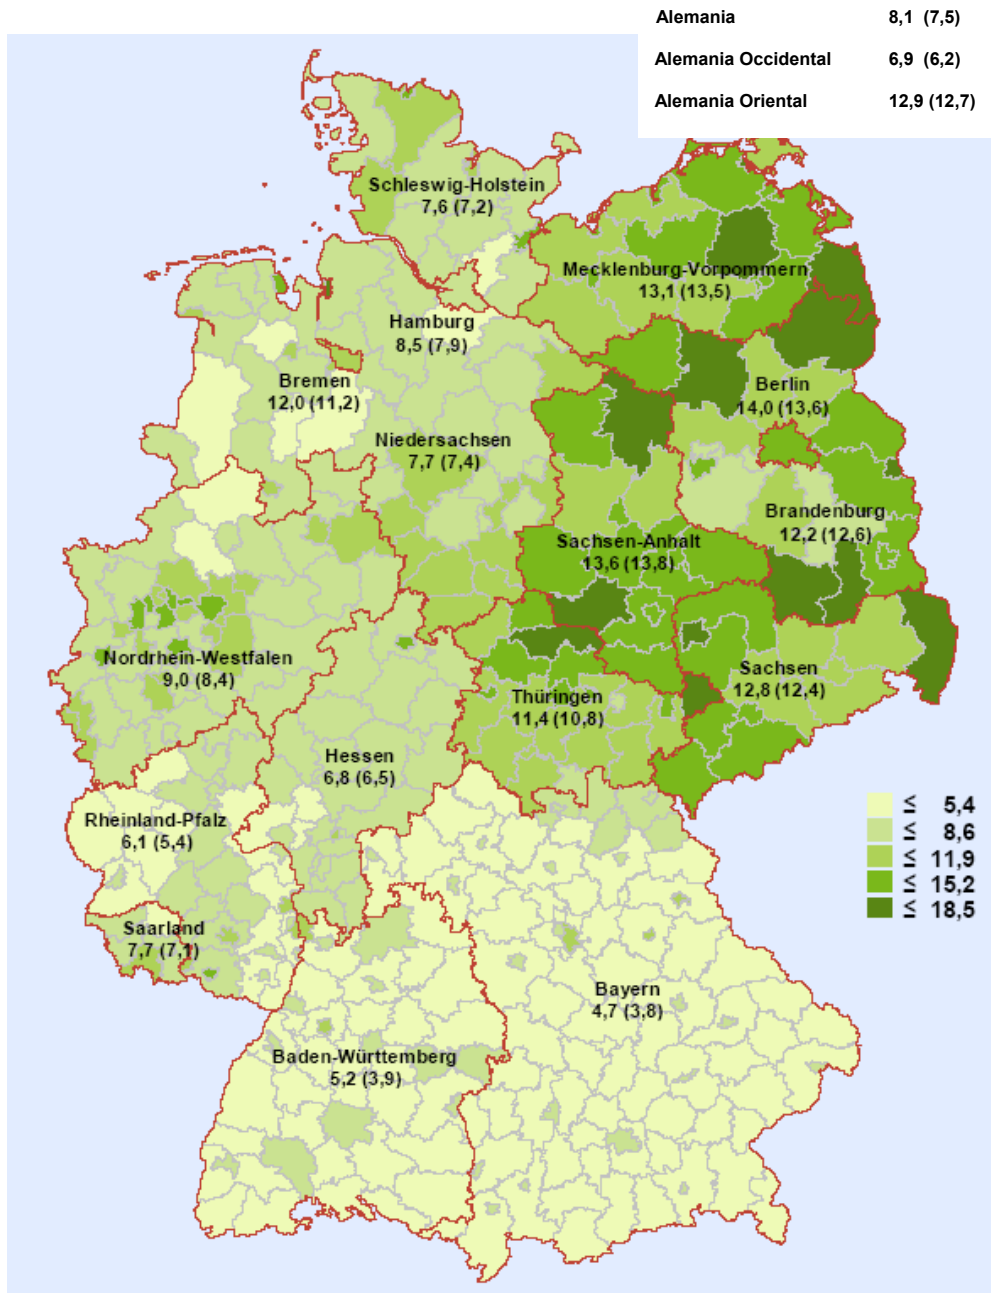 Alemania 8,1 (7,5)
Alemania Occidental 6,9 (6,2)
Alemania Oriental 12,9 (12,7)
Schleswig-Holstein
7,6 (7,2)
Mecklenburg-Vorpommern
13,1 (13,5)
Hamburg
8,5 (7,9)
Bremen
12,0 (11,2)
Berlin
14,0 (13,6)
Niedersachsen
7,7 (7,4)
Brandenburg
12,2 (12,6)
Sachsen-Anhalt
13,6 (13,8)
Nordrhein-Westfalen
9,0 (8,4)
Sachsen
12,8 (12,4)
Thüringen
11,4 (10,8)
Hessen
6,8 (6,5)
Rheinland-Pfalz
6,1 (5,4)
≤ 5,4
≤ 8,6
≤ 11,9
≤ 15,2
≤ 18,5
Saarland
7,7 (7,1)
Bayern
4,7 (3,8)
Baden-Württemberg
5,2 (3,9)